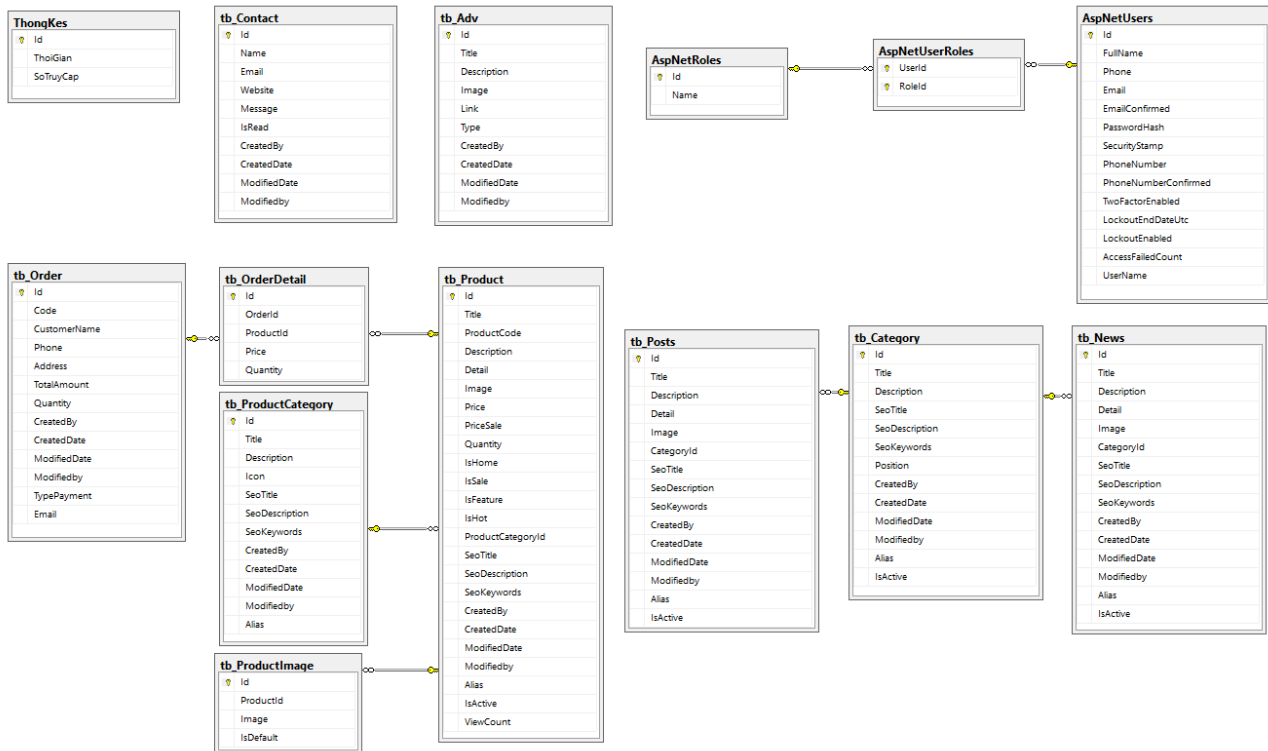 ThongKes
Id
ThoiGian
SoTruyCap
tb_Contact
Id
Name
Email
Website
Message
IsRead
CreatedBy
CreatedDate
ModifiedDate
Modifiedby
tb_Adv
Id
Title
Description
Image
Link
Type
CreatedBy
CreatedDate
ModifiedDate
Modifiedby
AspNetRoles
Id
Name
AspNetUserRoles
UserId
RoleId
AspNetUsers
Id
FullName
Phone
Email
EmailConfirmed
PasswordHash
SecurityStamp
PhoneNumber
PhoneNumberConfirmed
TwoFactorEnabled
LockoutEndDateUtc
LockoutEnabled
AccessFailedCount
UserName
tb_Order
Id
Code
CustomerName
Phone
Address
TotalAmount
Quantity
CreatedBy
CreatedDate
ModifiedDate
Modifiedby
TypePayment
Email
tb_OrderDetail
Id
OrderId
ProductId
Price
Quantity
tb_ProductCategory
Id
Title
Description
Icon
SeoTitle
SeoDescription
SeoKeywords
CreatedBy
CreatedDate
ModifiedDate
Modifiedby
Alias
tb_ProductImage
Id
ProductId
Image
IsDefault
tb_Product
Id
Title
ProductCode
Description
Detail
Image
Price
PriceSale
Quantity
IsHome
IsSale
IsFeature
IsHot
ProductCategoryId
SeoTitle
SeoDescription
SeoKeywords
CreatedBy
CreatedDate
ModifiedDate
Modifiedby
Alias
IsActive
ViewCount
tb_Posts
Id
Title
Description
Detail
Image
CategoryId
SeoTitle
SeoDescription
SeoKeywords
CreatedBy
CreatedDate
ModifiedDate
Modifiedby
Alias
IsActive
tb_Category
Id
Title
Description
SeoTitle
SeoDescription
SeoKeywords
Position
CreatedBy
CreatedDate
ModifiedDate
Modifiedby
Alias
IsActive
tb_News
Id
Title
Description
Detail
Image
CategoryId
SeoTitle
SeoDescription
SeoKeywords
CreatedBy
CreatedDate
ModifiedDate
Modifiedby
Alias
IsActive